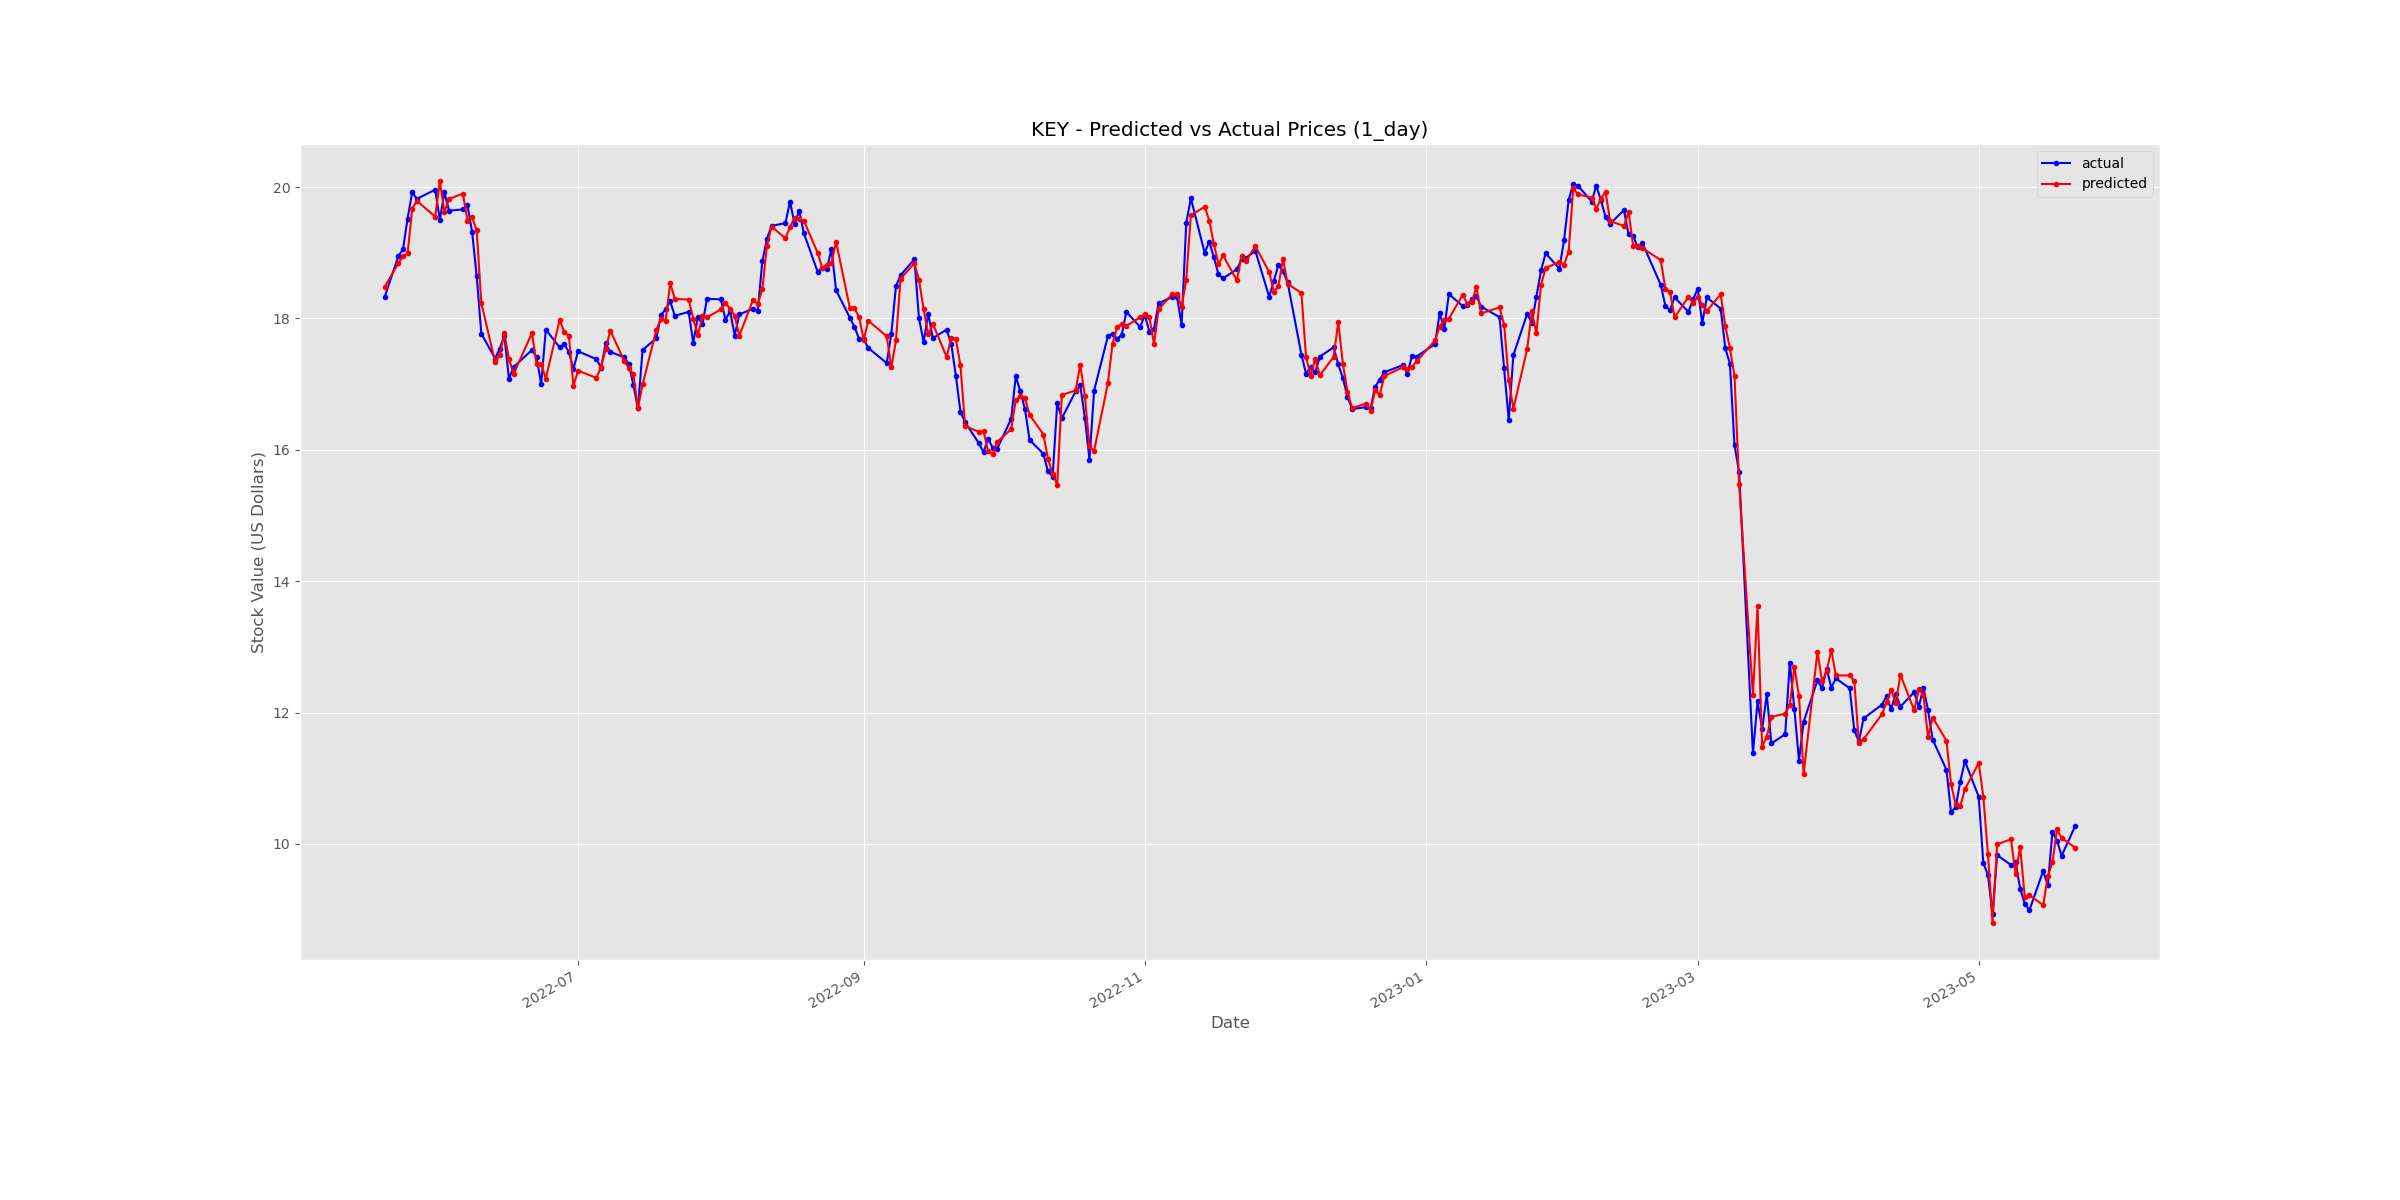 KEY - Predicted vs Actual Prices (1_day)
actual
predicted
Stock Value (US Dollars)
20
18
16
14
12
10
2022-07
2022-09
2022-11
2023-01
2023-03
2023-05
Date